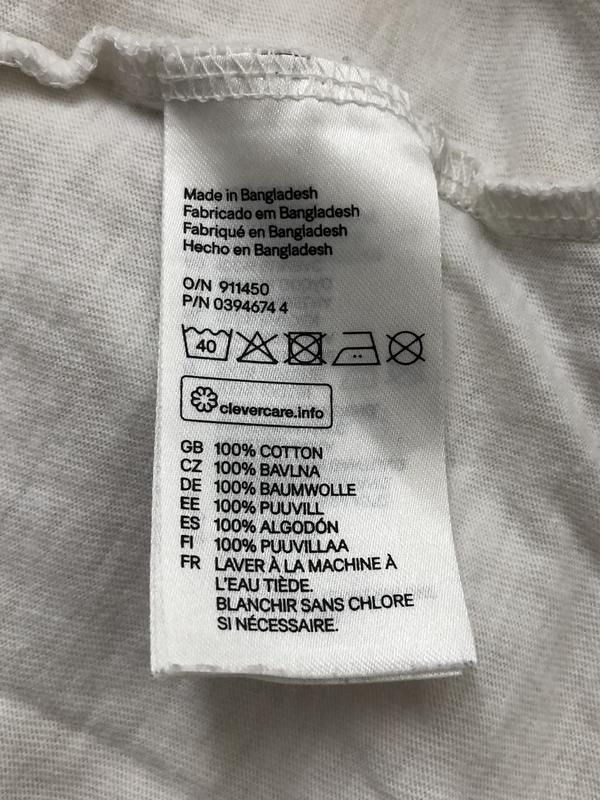 Made in Bangladesh
Fabricado em Bangladesh
Fabriqué en Bangladesh
Hecho en Bangladesh
O/N 911450
P/N 0394674 4
40
clevercare.info
GB 100% COTTON
CZ 100% BAVLNA
DE 100% BAUMWOLLE
EE 100% PUUVILL
ES 100% ALGODÓN
FI 100% PUUVILLAA
FR LAVER À LA MACHINE À
L'EAU TIÈDE.
BLANCHIR SANS CHLORE
SI NÉCESSAIRE.